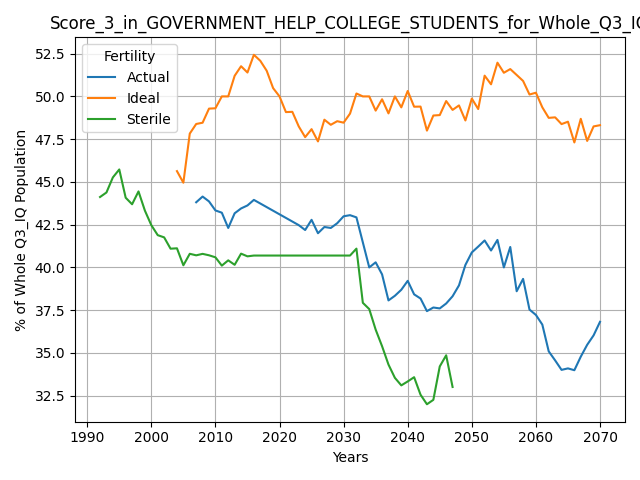 Score_3_in_GOVERNMENT_HELP_COLLEGE_STUDENTS_for_Whole_Q3_IQ
Fertility
Actual
Ideal
Sterile
% of Whole Q3_IQ Population
52.5
50.0
47.5
45.0
42.5
40.0
37.5
35.0
32.5
1990 2000 2010 2020 2030 2040 2050 2060 2070
Years